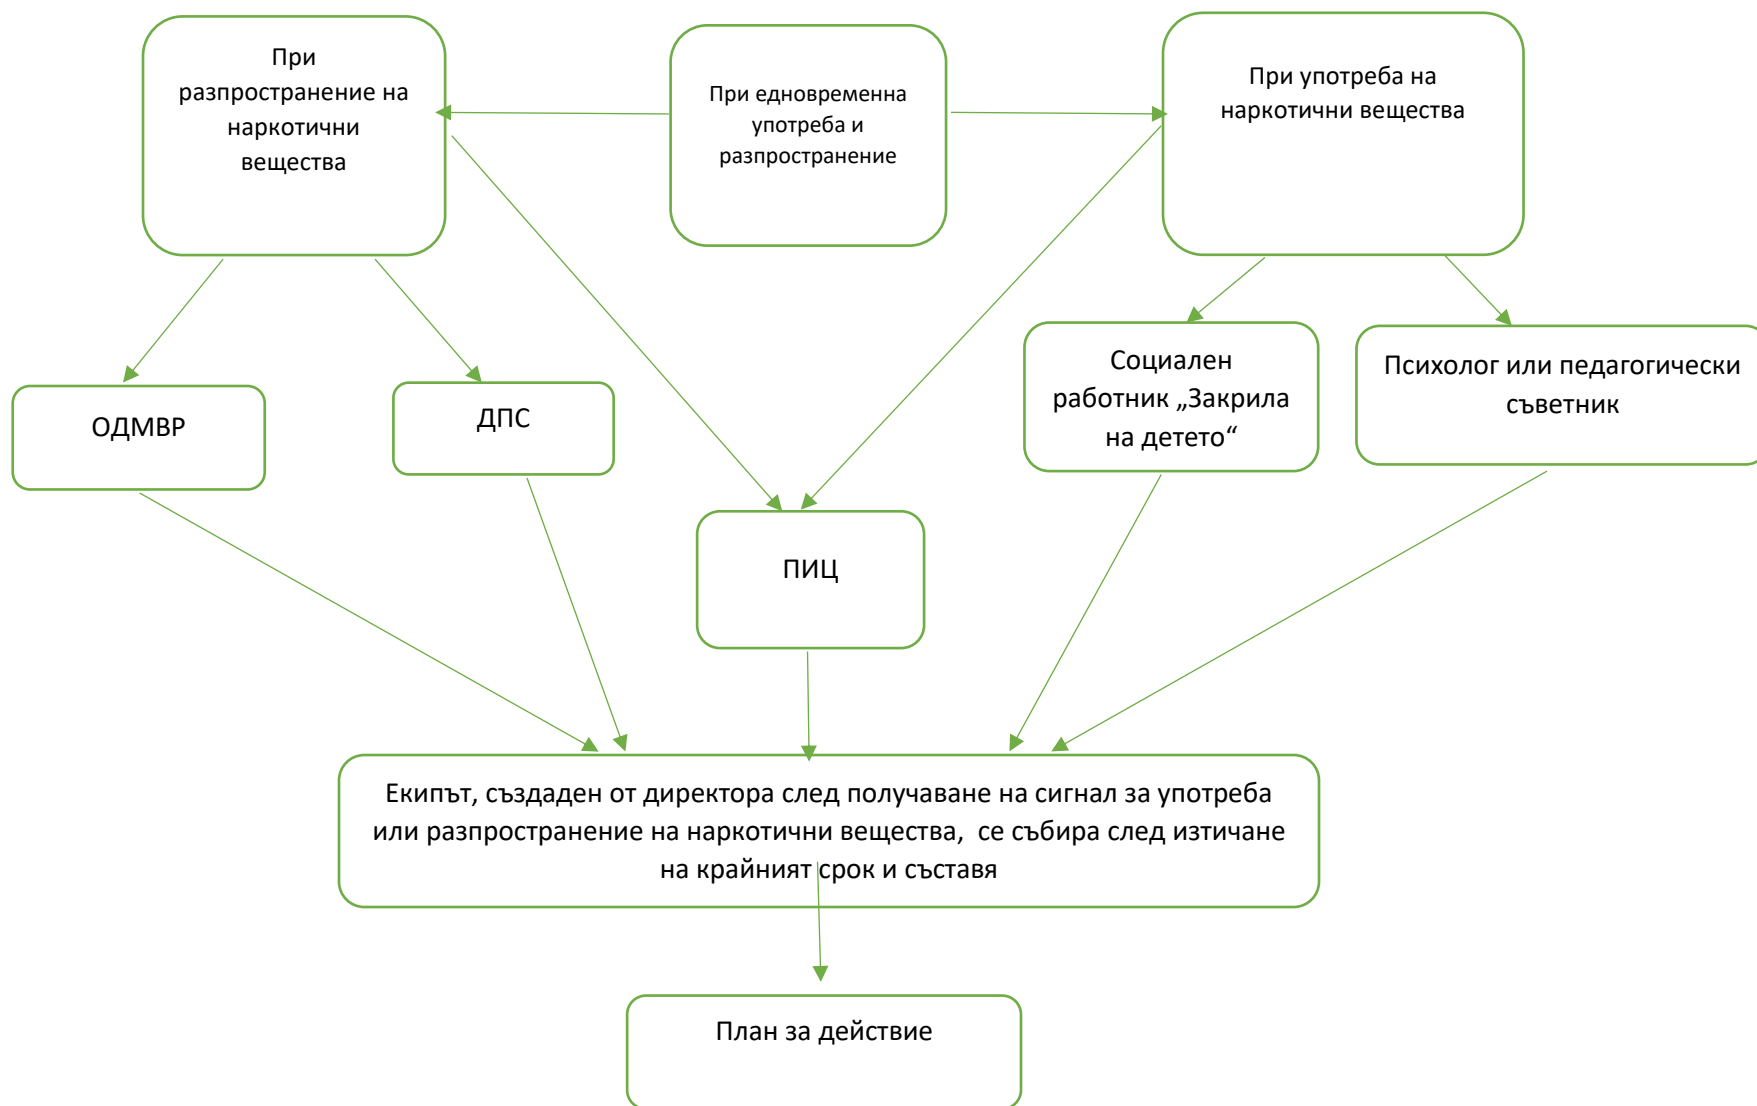 При
разпространение на
наркотични
вещества
При едновременна
употреба и
разпространение
При употреба на
наркотични вещества
ОДМВР
ДПС
Социален
работник „Закрила
на детето“
Психолог или педагогически
съветник
ПИЦ
Екипът, създаден от директора след получаване на сигнал за употреба
или разпространение на наркотични вещества, се събира след изтичане
на крайният срок и съставя
План за действие